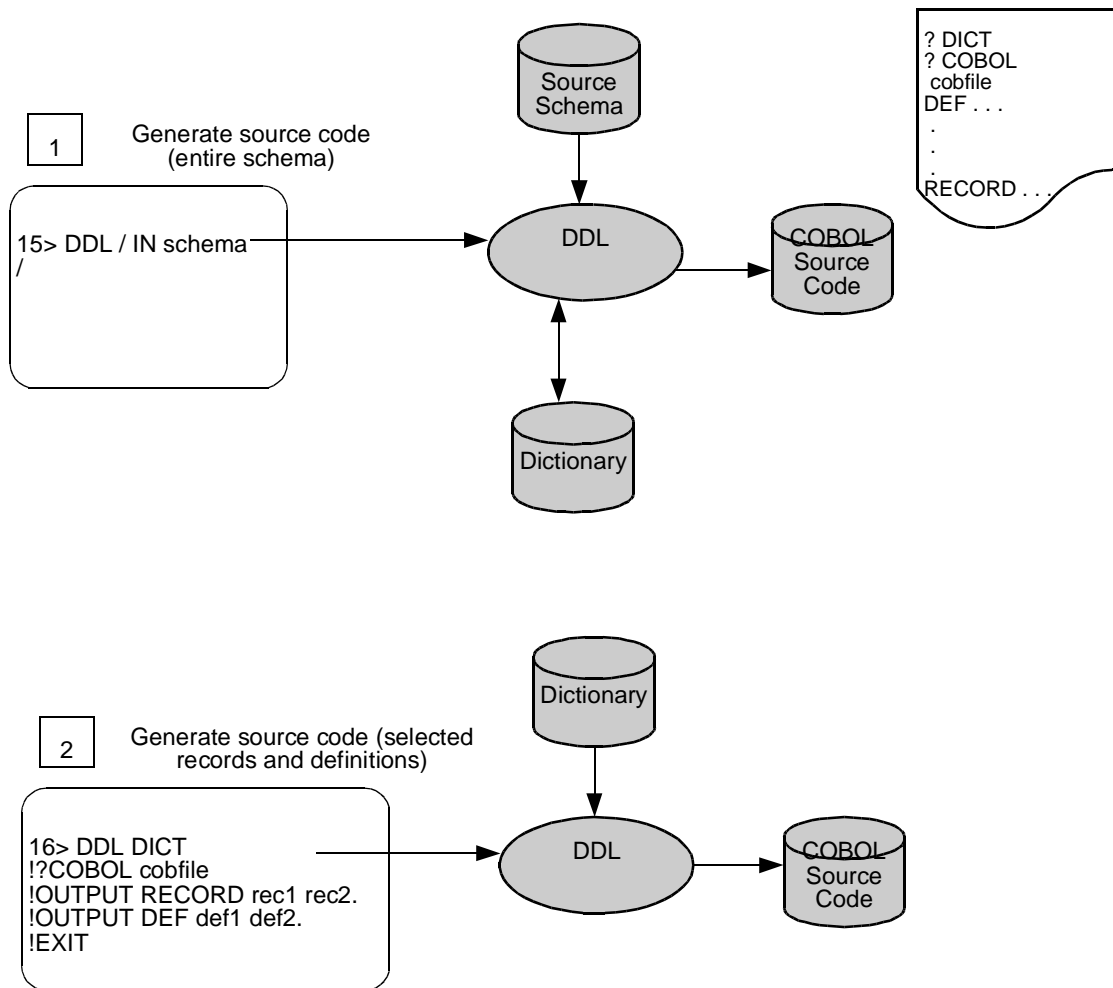 Source
Schema
? DICT
? COBOL
cobfile
DEF . . .
.
.
.
RECORD . . .
1
Generate source code
(entire schema)
15> DDL / IN schema
/
DDL
COBOL
Source
Code
Dictionary
Dictionary
2
Generate source code (selected
records and definitions)
16> DDL DICT
!?COBOL cobfile
!OUTPUT RECORD rec1 rec2.
!OUTPUT DEF def1 def2.
!EXIT
DDL
COBOL
Source
Code